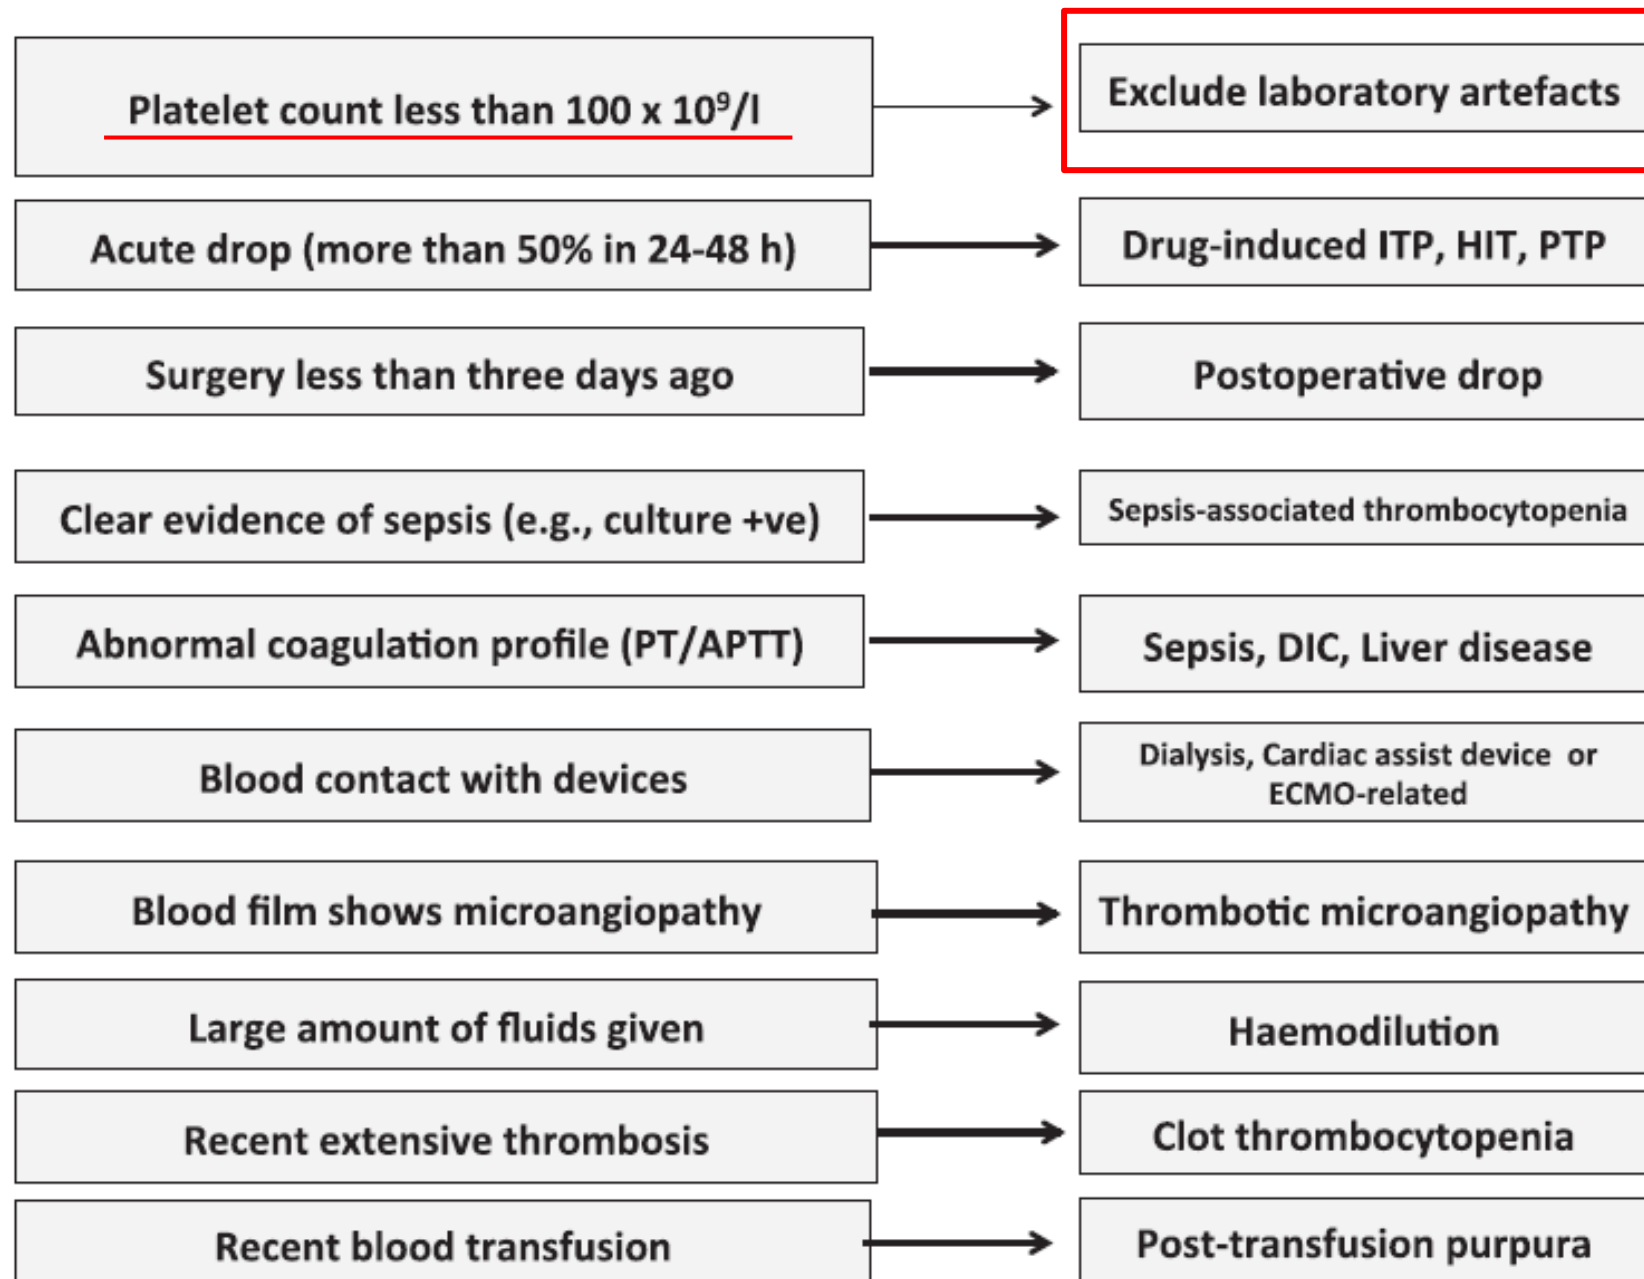 Platelet count less than 100 x 10⁹/l
Exclude laboratory artefacts
Acute drop (more than 50% in 24-48 h)
Drug-induced ITP, HIT, PTP
Surgery less than three days ago
Postoperative drop
Clear evidence of sepsis (e.g., culture +ve)
Sepsis-associated thrombocytopenia
Abnormal coagulation profile (PT/APTT)
Sepsis, DIC, Liver disease
Blood contact with devices
Dialysis, Cardiac assist device or
ECMO-related
Blood film shows microangiopathy
Thrombotic microangiopathy
Large amount of fluids given
Haemodilution
Recent extensive thrombosis
Clot thrombocytopenia
Recent blood transfusion
Post-transfusion purpura